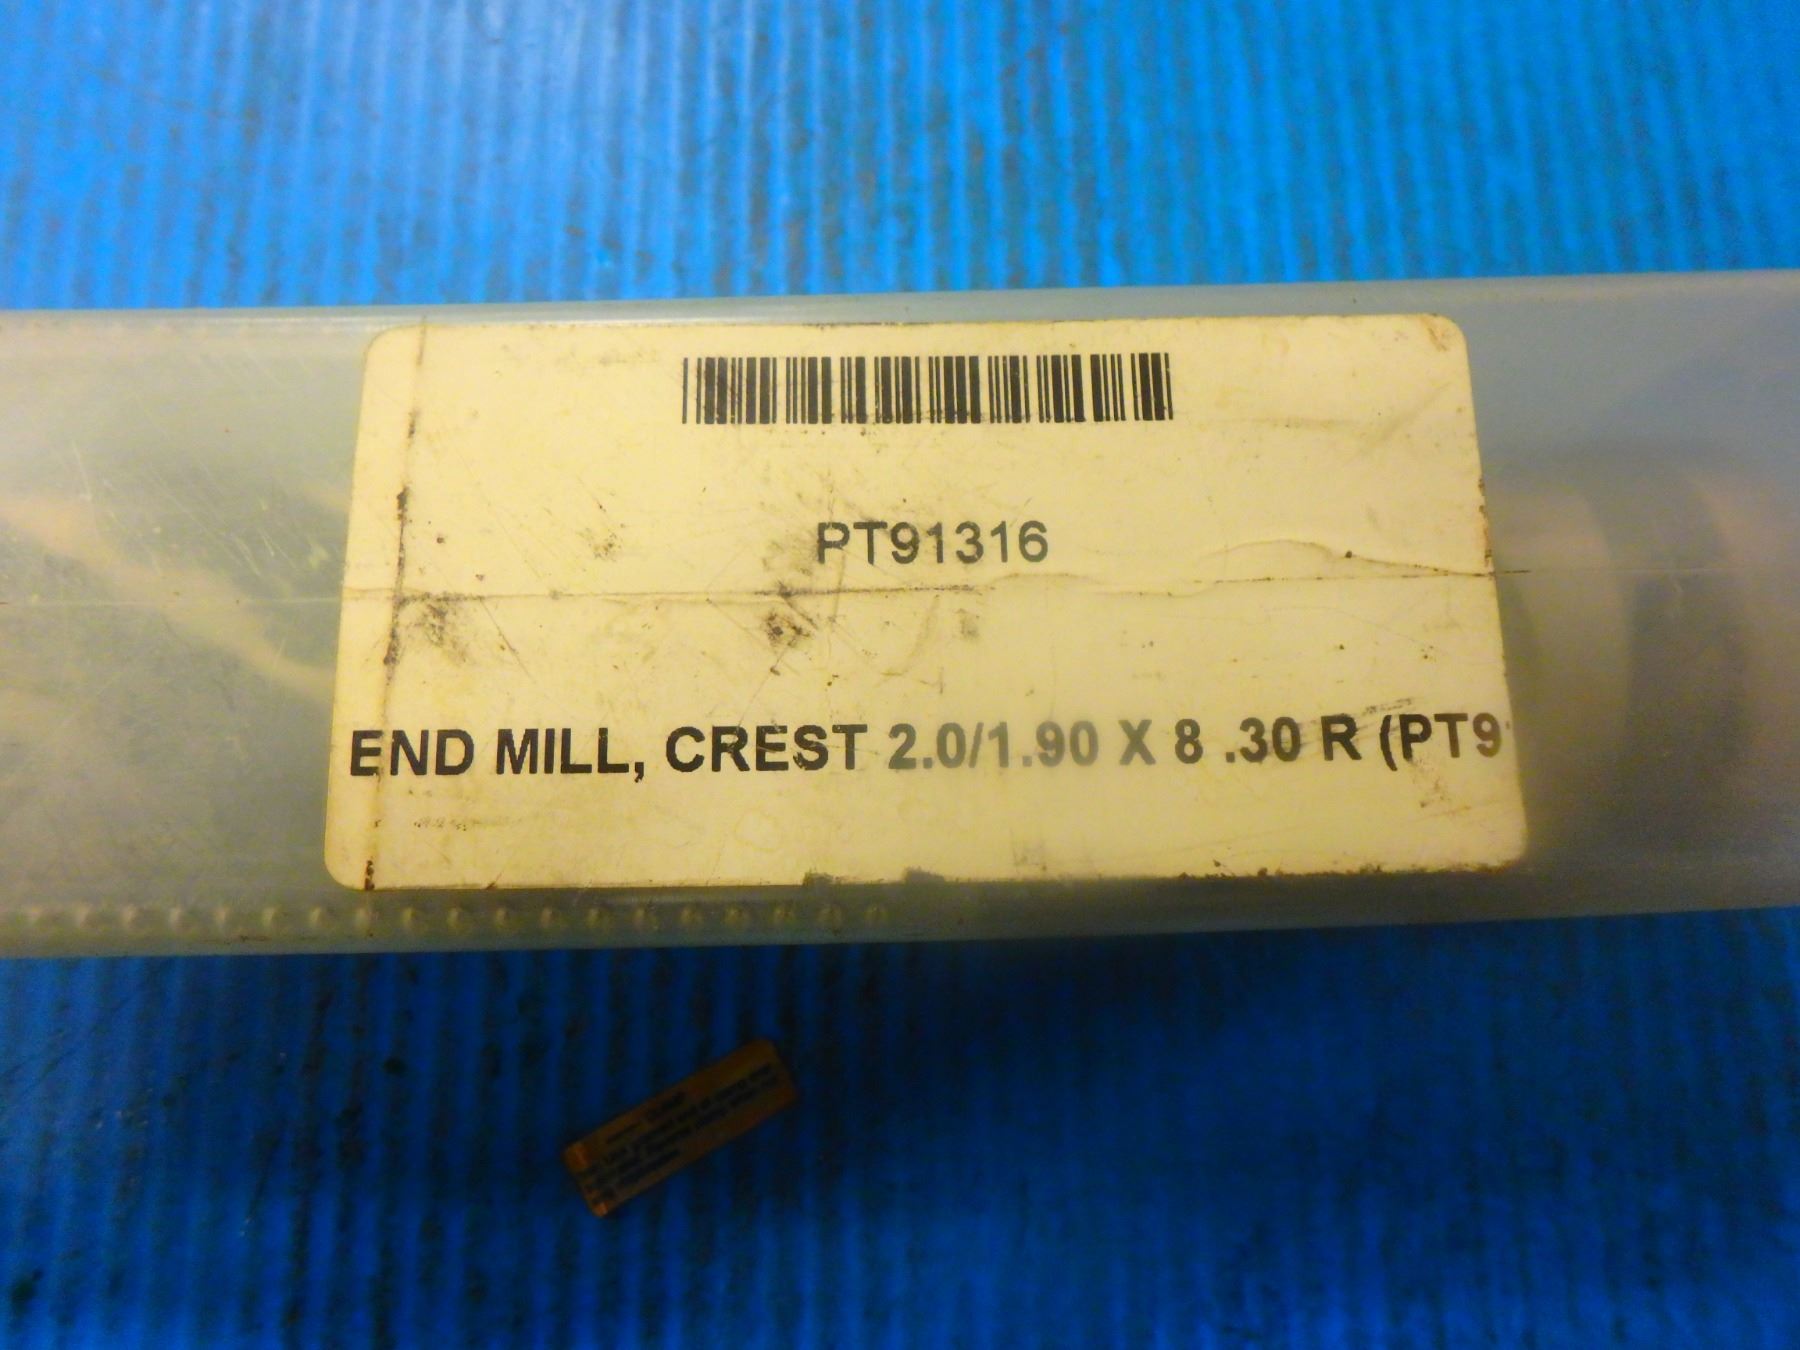 PT91316
END MILL, CREST 2.0/1.90 X 8 .30 R (PT9